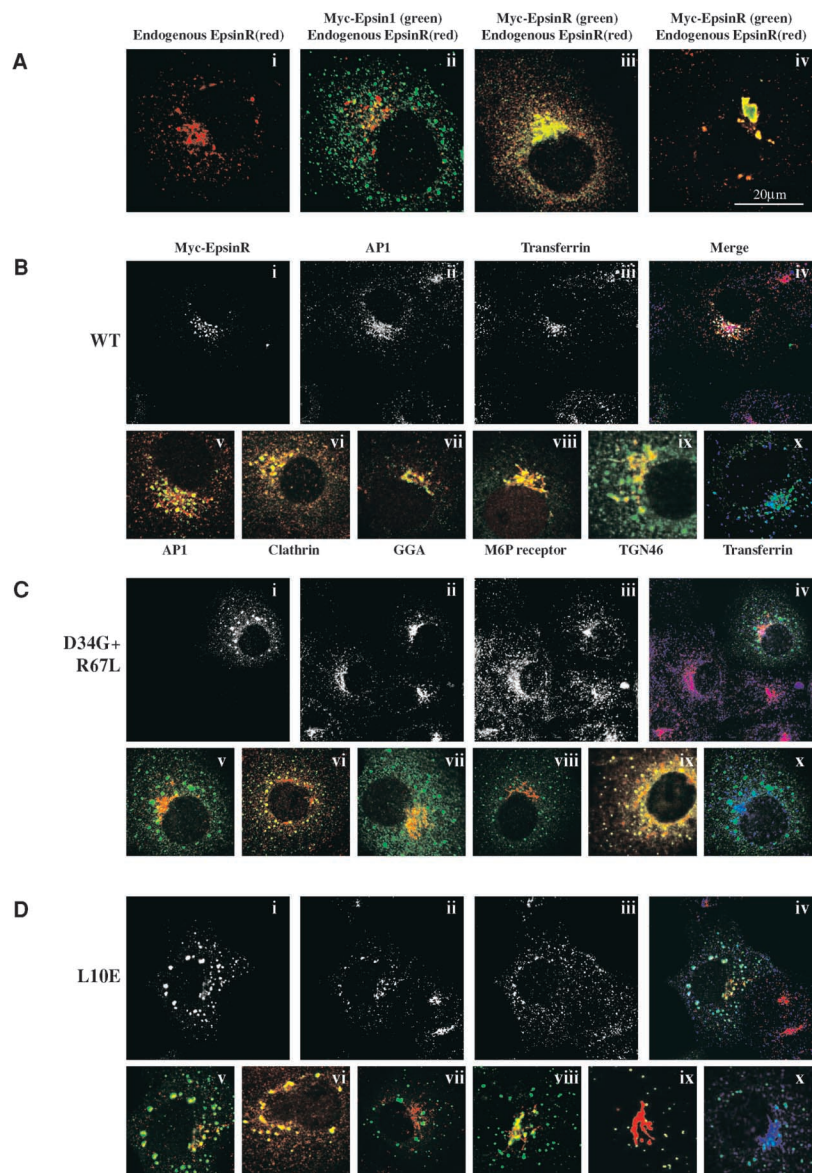 Endogenous EpsinR(red)
Myc-Epsin1 (green)
Endogenous EpsinR(red)
Myc-EpsinR (green)
Endogenous EpsinR(red)
Myc-EpsinR (green)
Endogenous EpsinR(red)
A
i
ii
iii
iv
20μm
Myc-EpsinR
AP1
Transferrin
Merge
B
i
ii
iii
iv
WT
v
vi
vii
viii
ix
x
AP1
Clathrin
GGA
M6P receptor
TGN46
Transferrin
C
i
ii
iii
iv
D34G+
R67L
v
vi
vii
viii
ix
x
D
i
ii
iii
iv
L10E
v
vi
vii
viii
ix
x